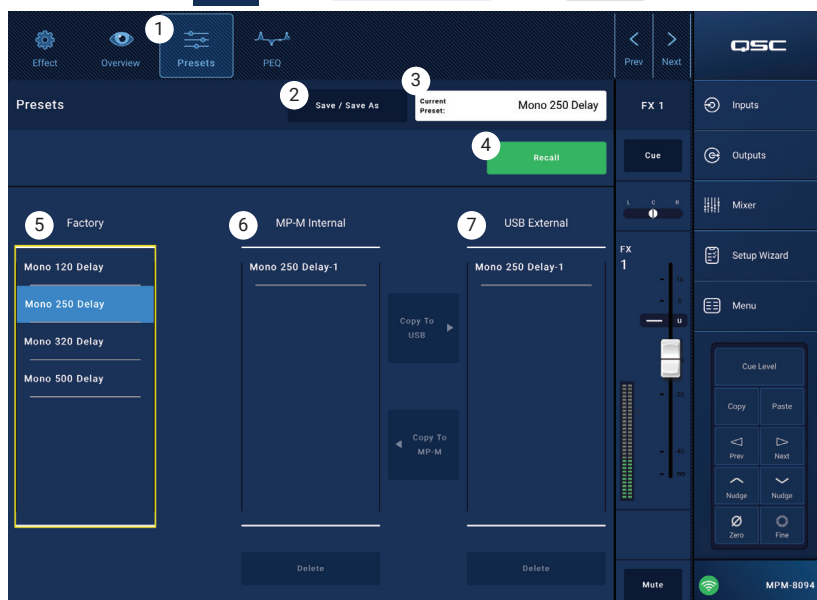 1
Effect
Overview
Presets
PEQ
Prev
Next
QSC
Presets
2
Save / Save As
3
Current
Preset:
Mono 250 Delay
4
Recall
5
Factory
Mono 120 Delay
Mono 250 Delay
Mono 320 Delay
Mono 500 Delay
6
MP-M Internal
Mono 250 Delay-1
Delete
Copy To
USB
Copy To
MP-M
7
USB External
Mono 250 Delay-1
Delete
FX 1
Cue
L C R
FX
1
10
5
U
-20
-40
-∞
Mute
Inputs
Outputs
Mixer
Setup Wizard
Menu
Cue Level
Copy
Paste
Prev
Next
Nudge
Nudge
Zero
Fine
MPM-8094